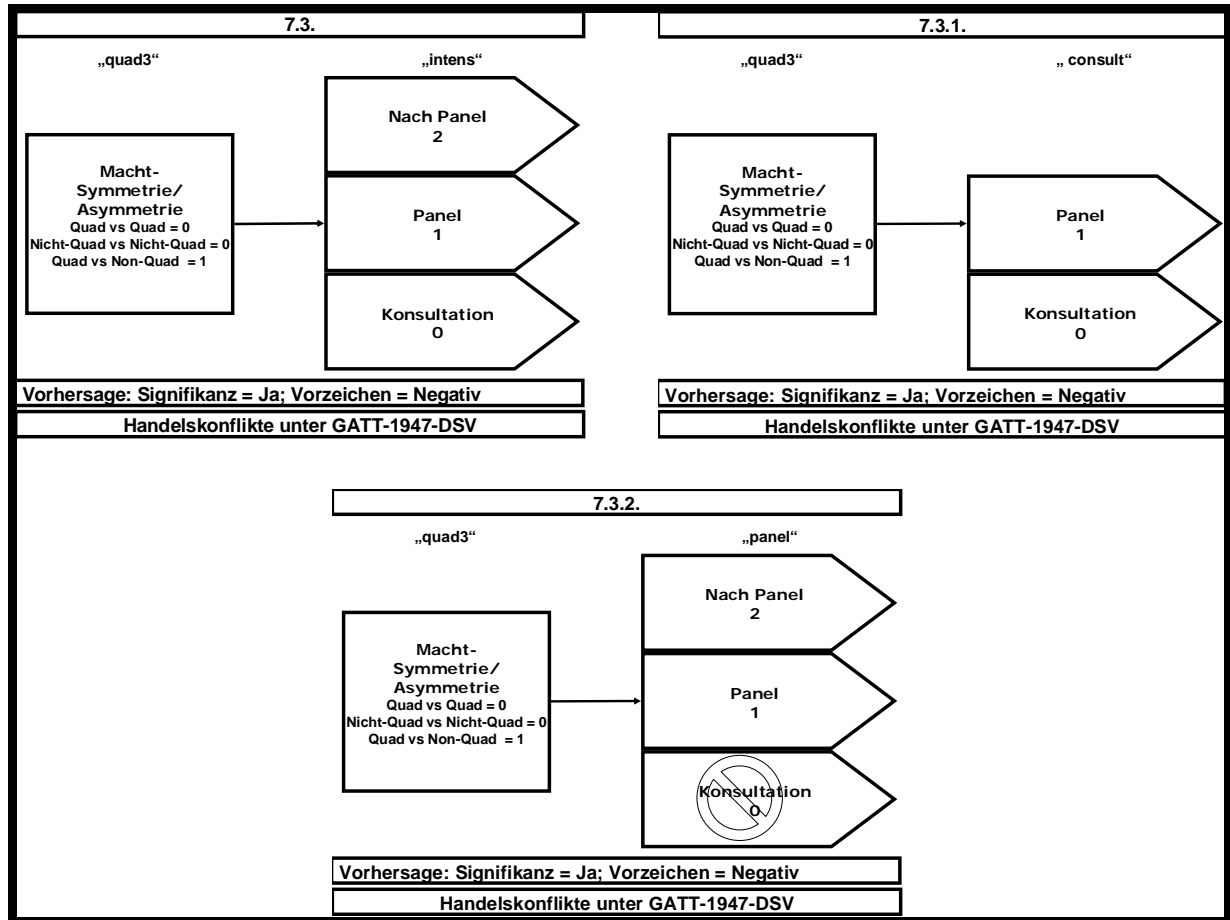 7.3.
„quad3“
„intens“
Macht-
Symmetrie/
Asymmetrie
Quad vs Quad = 0
Nicht-Quad vs Nicht-Quad = 0
Quad vs Non-Quad = 1
Nach Panel
2
Panel
1
Konsultation
0
Vorhersage: Signifikanz = Ja; Vorzeichen = Negativ
Handelskonflikte unter GATT-1947-DSV
7.3.1.
„quad3“
„ consult“
Macht-
Symmetrie/
Asymmetrie
Quad vs Quad = 0
Nicht-Quad vs Nicht-Quad = 0
Quad vs Non-Quad = 1
Panel
1
Konsultation
0
Vorhersage: Signifikanz = Ja; Vorzeichen = Negativ
Handelskonflikte unter GATT-1947-DSV
7.3.2.
„quad3“
„panel“
Macht-
Symmetrie/
Asymmetrie
Quad vs Quad = 0
Nicht-Quad vs Nicht-Quad = 0
Quad vs Non-Quad = 1
Nach Panel
2
Panel
1
Konsultation
0
Vorhersage: Signifikanz = Ja; Vorzeichen = Negativ
Handelskonflikte unter GATT-1947-DSV